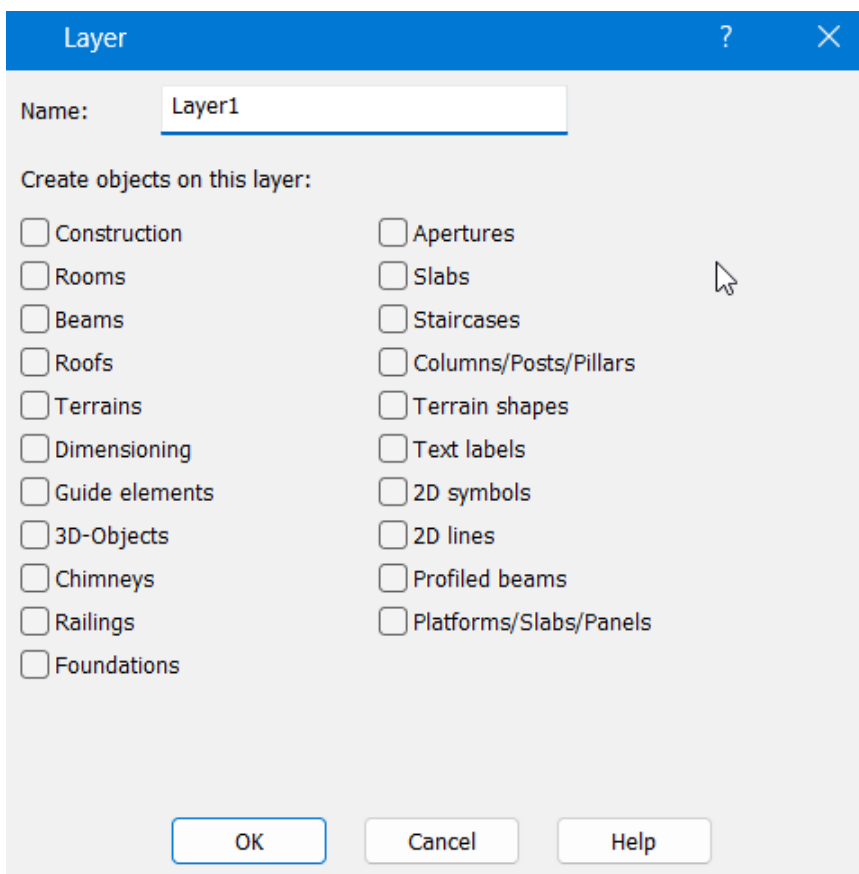 Layer ?
Name: Layer1
Create objects on this layer:
Construction Apertures
Rooms Slabs
Beams Staircases
Roofs Columns/Posts/Pillars
Terrains Terrain shapes
Dimensioning Text labels
Guide elements 2D symbols
3D-Objects 2D lines
Chimneys Profiled beams
Railings Platforms/Slabs/Panels
Foundations
OK Cancel Help